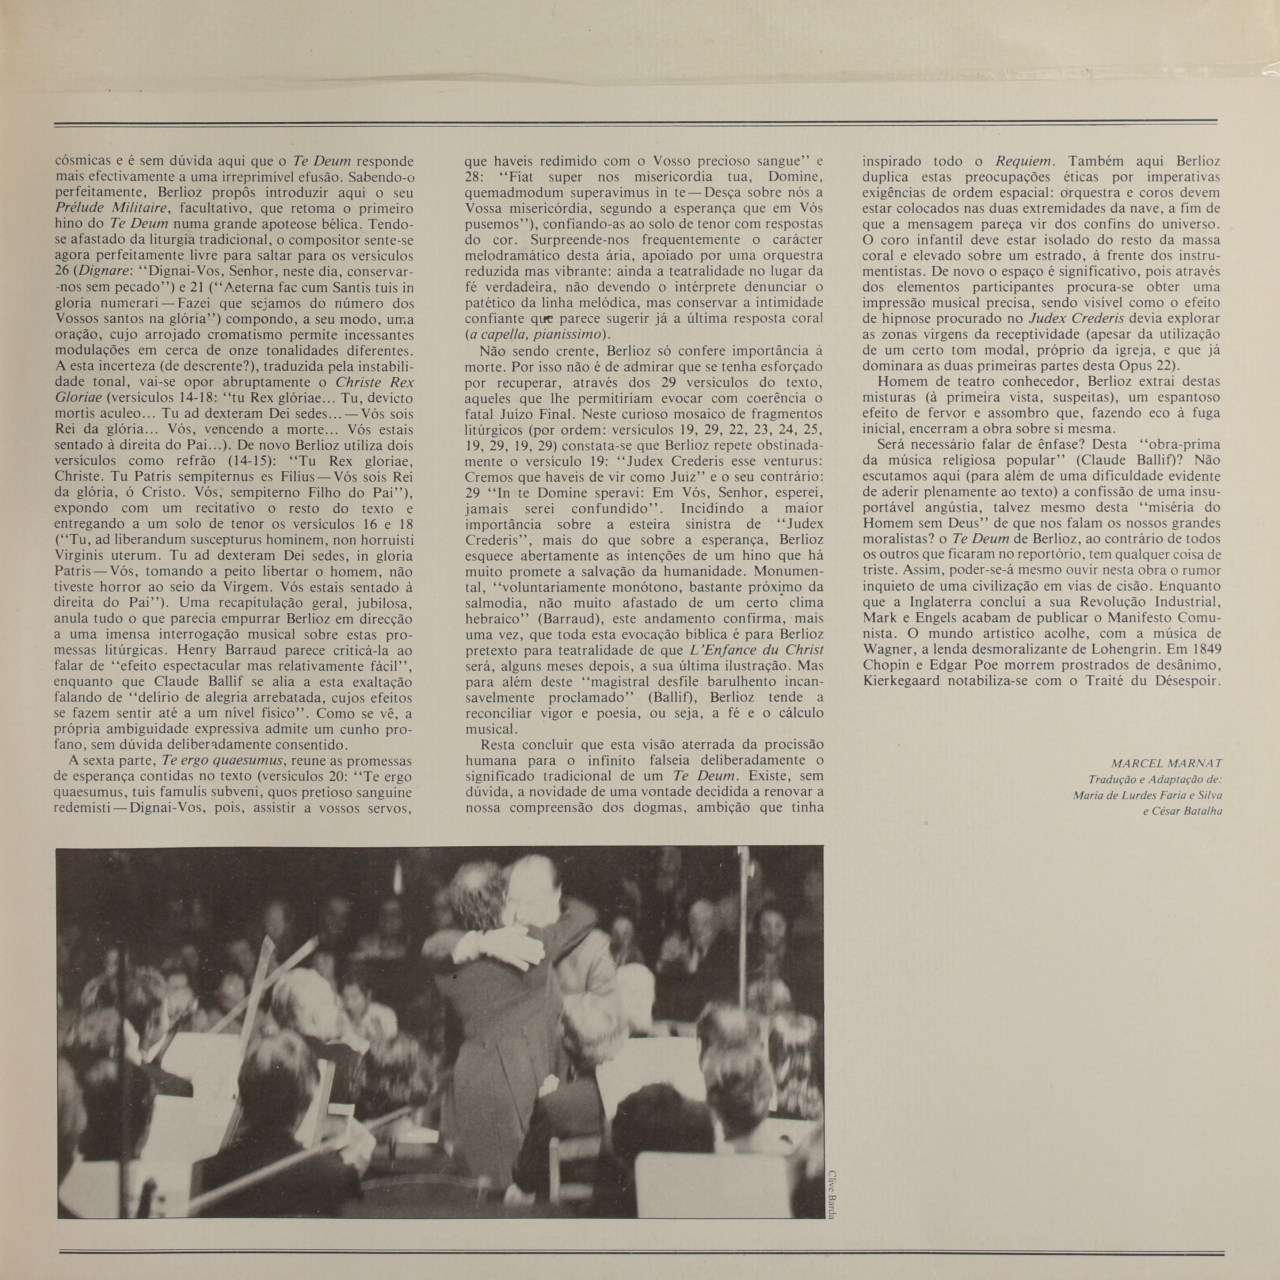 cósmicas e é sem dúvida aqui que o Te Deum responde
mais efectivamente a uma irreprimível efusão. Sabendo-o
perfeitamente, Berlioz propôs introduzir aqui o seu
Prélude Militaire, facultativo, que retoma o primeiro
hino do Te Deum numa grande apoteose bélica. Tendo-
se afastado da liturgia tradicional, o compositor sente-se
agora perfeitamente livre para saltar para os versículos
26 (Dignare: “Dignai-Vos, Senhor, neste dia, conservar-
-nos sem pecado”) e 21 (“Aeterna fac cum Santis tuis in
gloria numerari — Fazei que sejamos do número dos
Vossos santos na glória”) compondo, a seu modo, uma
oração, cujo arrojado cromatismo permite incessantes
modulações em cerca de onze tonalidades diferentes.
A esta incerteza (de descrente?), traduzida pela instabili-
dade tonal, vai-se opor abruptamente o Christe Rex
Gloriae (versículos 14-18: “tu Rex glóriae... Tu, devicto
mortis aculeo... Tu ad dexteram Dei sedes... — Vós sois
Rei da glória... Vós, vencendo a morte... Vós estais
sentado à direita do Pai...). De novo Berlioz utiliza dois
versículos como refrão (14-15): “Tu Rex gloriae,
Christe. Tu Patris sempiternus es Filius — Vós sois Rei
da glória, ó Cristo. Vós, sempiterno Filho do Pai”),
expondo com um recitativo o resto do texto e
entregando a um solo de tenor os versículos 16 e 18
(“Tu, ad liberandum suscepturus hominem, non horruisti
Virginis uterum. Tu ad dexteram Dei sedes, in gloria
Patris — Vós, tomando a peito libertar o homem, não
tiveste horror ao seio da Virgem. Vós estais sentado à
direita do Pai”). Uma recapitulação geral, jubilosa,
anula tudo o que parecia empurrar Berlioz em direcção
a uma imensa interrogação musical sobre estas pro-
messas litúrgicas. Henry Barraud parece criticá-la ao
falar de “efeito espectacular mas relativamente fácil”,
enquanto que Claude Ballif se alia a esta exaltação
falando de “delírio de alegria arrebatada, cujos efeitos
se fazem sentir até a um nível físico”. Como se vê, a
própria ambiguidade expressiva admite um cunho pro-
fano, sem dúvida deliberadamente consentido.
A sexta parte, Te ergo quaesumus, reune as promessas
de esperança contidas no texto (versículos 20: “Te ergo
quaesumus, tuis famulis subveni, quos pretioso sanguine
redemisti — Dignai-Vos, pois, assistir a vossos servos,
que haveis redimido com o Vosso precioso sangue” e
28: “Fiat super nos misericordia tua, Domine,
quemadmodum superavimus in te — Desça sobre nós a
Vossa misericórdia, segundo a esperança que em Vós
pusemos”), confiando-as ao solo de tenor com respostas
do cor. Surpreende-nos frequentemente o carácter
melodramático desta ária, apoiado por uma orquestra
reduzida mas vibrante: ainda a teatralidade no lugar da
fé verdadeira, não devendo o intérprete denunciar o
patético da linha melódica, mas conservar a intimidade
confiante que parece sugerir já a última resposta coral
(a capella, pianissimo).
Não sendo crente, Berlioz só confere importância à
morte. Por isso não é de admirar que se tenha esforçado
por recuperar, através dos 29 versículos do texto,
aqueles que lhe permitiriam evocar com coerência o
fatal Juizo Final. Neste curioso mosaico de fragmentos
litúrgicos (por ordem: versículos 19, 29, 22, 23, 24, 25,
19, 29, 19, 29) constata-se que Berlioz repete obstinada-
mente o versículo 19: “Judex Crederis esse venturus:
Cremos que haveis de vir como Juiz” e o seu contrário:
29 “In te Domine speravi: Em Vós, Senhor, esperei,
jamais serei confundido”. Incidindo a maior
importância sobre a esteira sinistra de “Judex
Crederis”, mais do que sobre a esperança, Berlioz
esquece abertamente as intenções de um hino que há
muito promete a salvação da humanidade. Monumen-
tal, “voluntariamente monótono, bastante próximo da
salmodia, não muito afastado de um certo clima
hebraico” (Barraud), este andamento confirma, mais
uma vez, que toda esta evocação bíblica é para Berlioz
pretexto para teatralidade de que L’Enfance du Christ
será, alguns meses depois, a sua última ilustração. Mas
para além deste “magistral desfile barulhento incan-
savelmente proclamado” (Ballif), Berlioz tende a
reconciliar vigor e poesia, ou seja, a fé e o cálculo
musical.
Resta concluir que esta visão aterrada da procissão
humana para o infinito falseia deliberadamente o
significado tradicional de um Te Deum. Existe, sem
dúvida, a novidade de uma vontade decidida a renovar a
nossa compreensão dos dogmas, ambição que tinha
inspirado todo o Requiem. Também aqui Berlioz
duplica estas preocupações éticas por imperativas
exigências de ordem espacial: orquestra e coros devem
estar colocados nas duas extremidades da nave, a fim de
que a mensagem pareça vir dos confins do universo.
O coro infantil deve estar isolado do resto da massa
coral e elevado sobre um estrado, à frente dos instru-
mentistas. De novo o espaço é significativo, pois através
dos elementos participantes procura-se obter uma
impressão musical precisa, sendo visível como o efeito
de hipnose procurado no Judex Crederis devia explorar
as zonas virgens da receptividade (apesar da utilização
de um certo tom modal, próprio da igreja, e que já
dominara as duas primeiras partes desta Opus 22).
Homem de teatro conhecedor, Berlioz extrai destas
misturas (à primeira vista, suspeitas), um espantoso
efeito de fervor e assombro que, fazendo eco à fuga
inicial, encerram a obra sobre si mesma.
Será necessário falar de ênfase? Desta “obra-prima
da música religiosa popular” (Claude Ballif)? Não
escutamos aqui (para além de uma dificuldade evidente
de aderir plenamente ao texto) a confissão de uma insu-
portável angústia, talvez mesmo desta “miséria do
Homem sem Deus” de que nos falam os nossos grandes
moralistas? o Te Deum de Berlioz, ao contrário de todos
os outros que ficaram no reportório, tem qualquer coisa de
triste. Assim, poder-se-á mesmo ouvir nesta obra o rumor
inquieto de uma civilização em vias de cisão. Enquanto
que a Inglaterra conclui a sua Revolução Industrial,
Mark e Engels acabam de publicar o Manifesto Comu-
nista. O mundo artístico acolhe, com a música de
Wagner, a lenda desmoralizante de Lohengrin. Em 1849
Chopin e Edgar Poe morrem prostrados de desânimo,
Kierkegaard notabiliza-se com o Traité du Désespoir.
MARCEL MARNAT
Tradução e Adaptação de:
Maria de Lurdes Faria e Silva
e César Batalha
Clive Barda